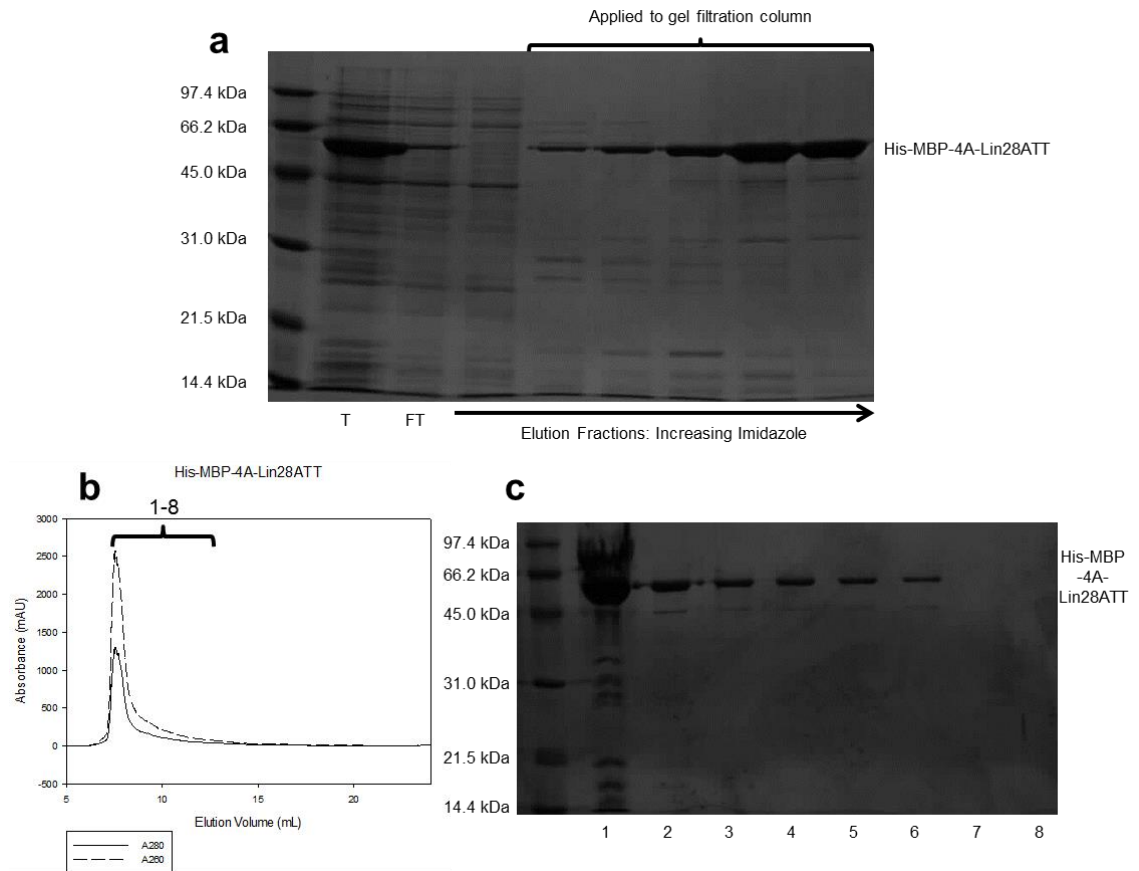 Applied to gel filtration column
a
97.4 kDa
66.2 kDa
45.0 kDa
31.0 kDa
21.5 kDa
14.4 kDa
His-MBP-4A-Lin28ATT
T FT
Elution Fractions: Increasing Imidazole
b
His-MBP-4A-Lin28ATT
1-8
3000
2500
2000
1500
1000
500
0
-500
Absorbance (mAU)
5 10 15 20
Elution Volume (mL)
A280
A260
c
97.4 kDa
66.2 kDa
45.0 kDa
31.0 kDa
21.5 kDa
14.4 kDa
His-MBP
-4A-
Lin28ATT
1 2 3 4 5 6 7 8